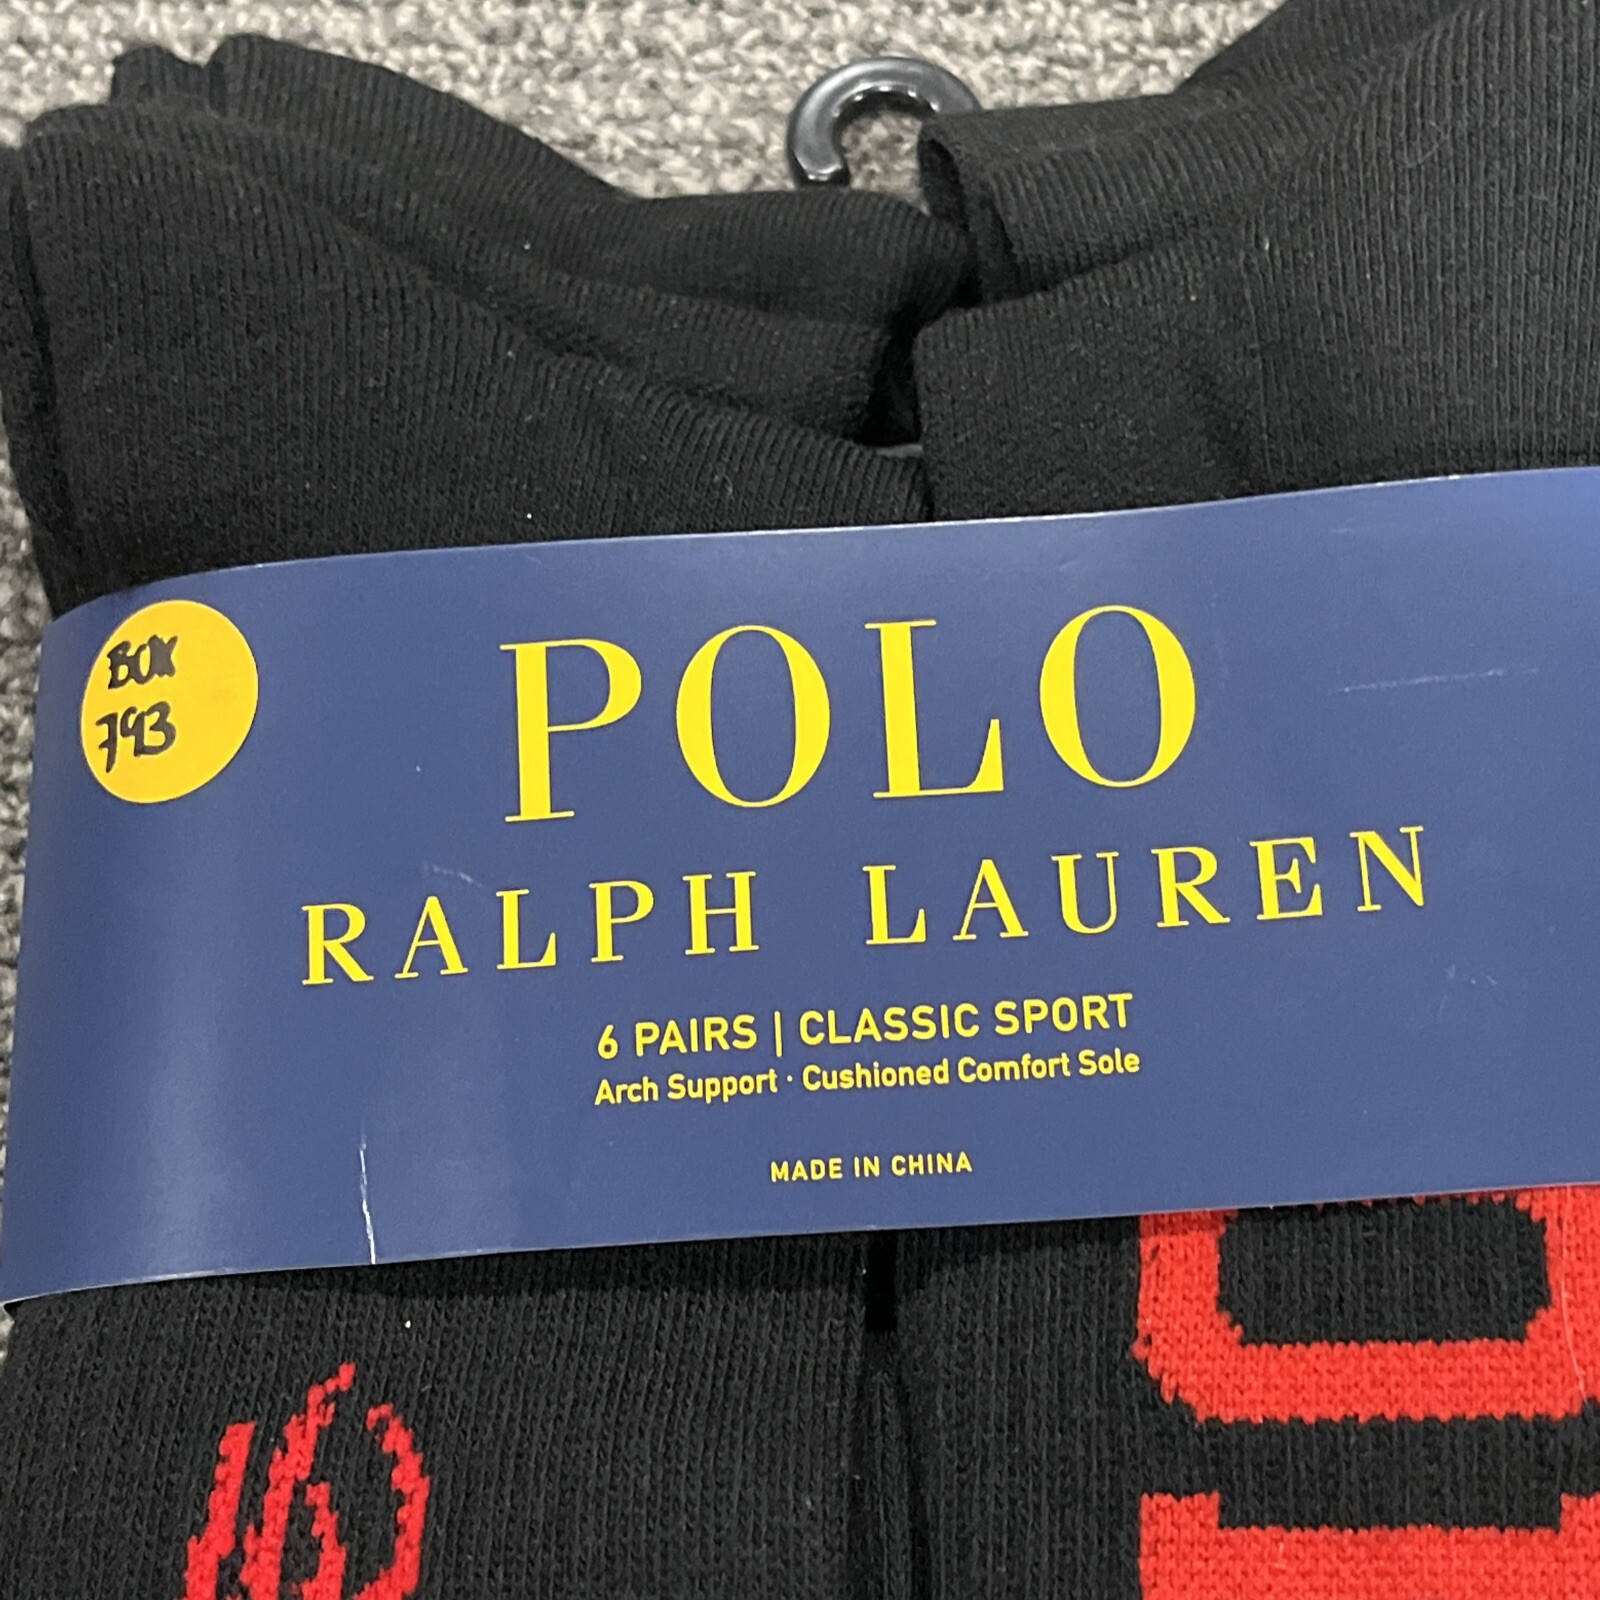 BOX
793
POLO
RALPH LAUREN
6 PAIRS | CLASSIC SPORT
Arch Support · Cushioned Comfort Sole
MADE IN CHINA